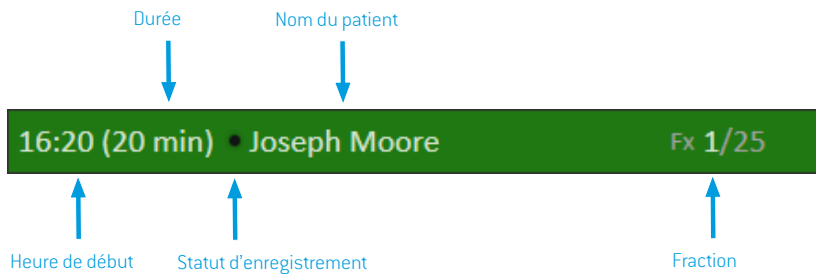 Durée Nom du patient
16:20 (20 min) • Joseph Moore Fx 1/25
Heure de début Statut d'enregistrement Fraction